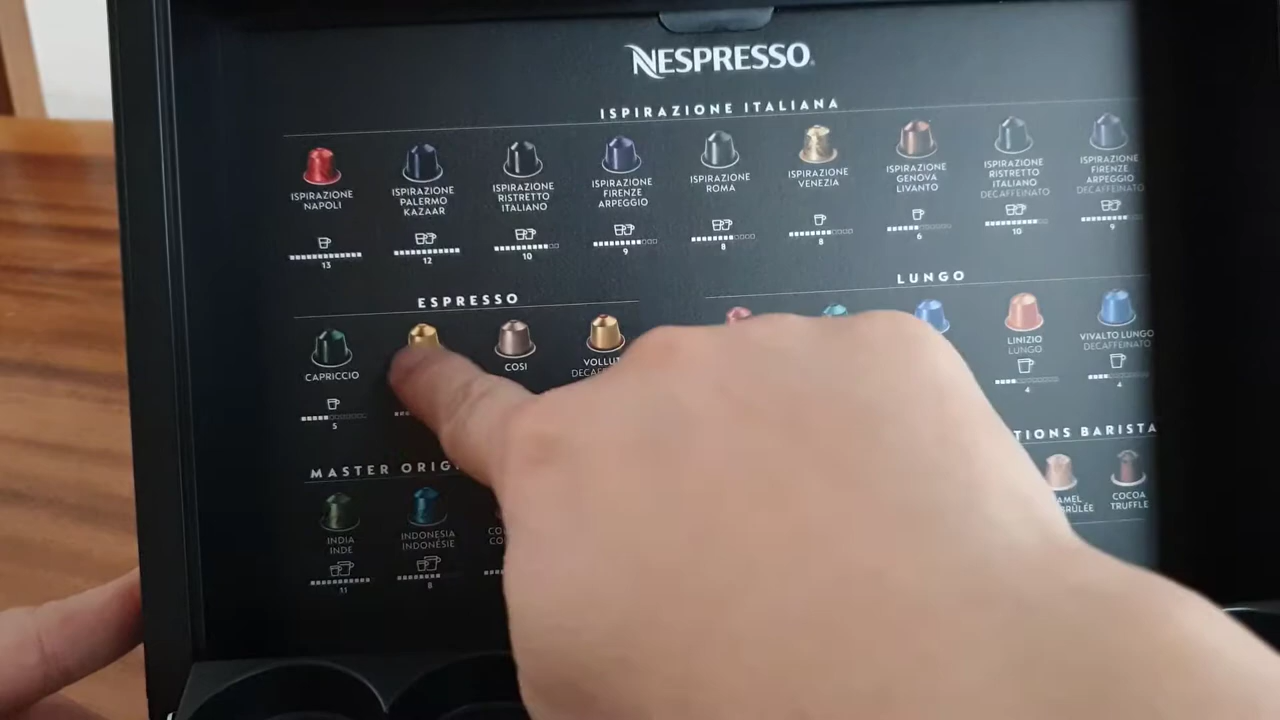 NESPRESSO
ISPIRAZIONE ITALIANA
ISPIRAZIONE
NAPOLI
13
ISPIRAZIONE
PALERMO
KAZAAR
12
ISPIRAZIONE
RISTRETTO
ITALIANO
10
ISPIRAZIONE
FIRENZE
ARPEGGIO
9
ISPIRAZIONE
ROMA
8
ISPIRAZIONE
VENEZIA
8
ISPIRAZIONE
GENOVA
LIVANTO
6
ISPIRAZIONE
RISTRETTO
ITALIANO
DECAFFEINATO
10
ISPIRAZIONE
FIRENZE
ARPEGGIO
DECAFFEINATO
9
ESPRESSO
CAPRICCIO
5
COSI
LUNGO
LINIZIO
LUNGO
4
VIVALTO LUNGO
DECAFFEINATO
4
MASTER
INDIA
INDE
11
INDONESIA
INDONÉSIE
8
BARISTA
BRÛLÉE
COCOA
TRUFFLE